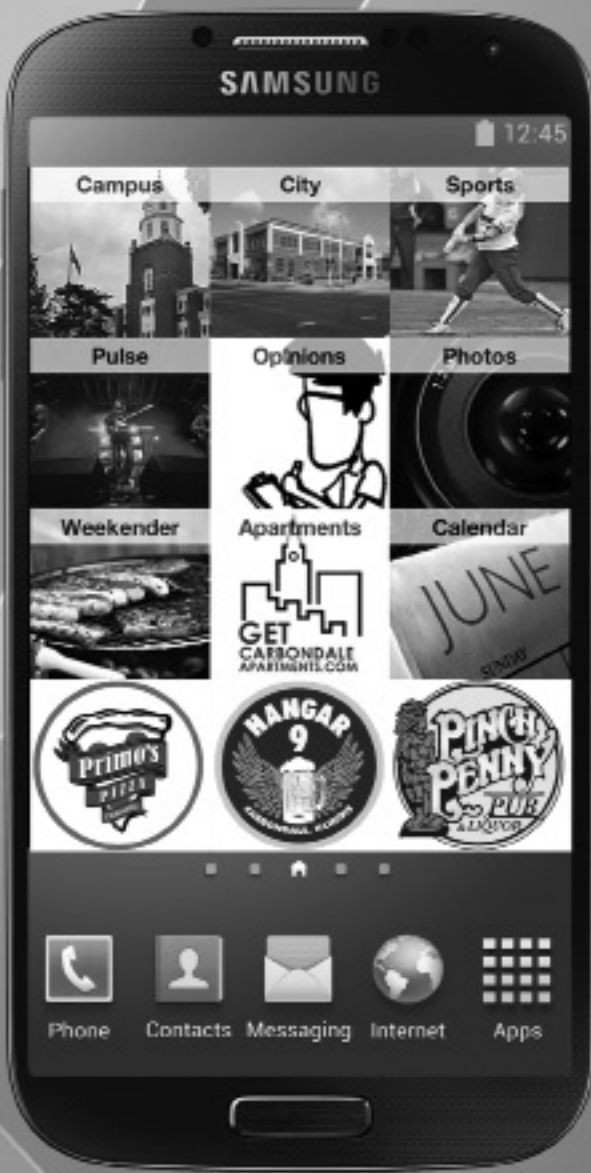 SAMSUNG
12:45
Campus City Sports
Pulse Opinions Photos
Weekender Apartments Calendar
GET
CARBONDALE
APARTMENTS.COM
JUNE
SUNDAY
Primo's
HANGAR
9
PINCH
PENNY
PUB
& LIQUOR
Phone Contacts Messaging Internet Apps